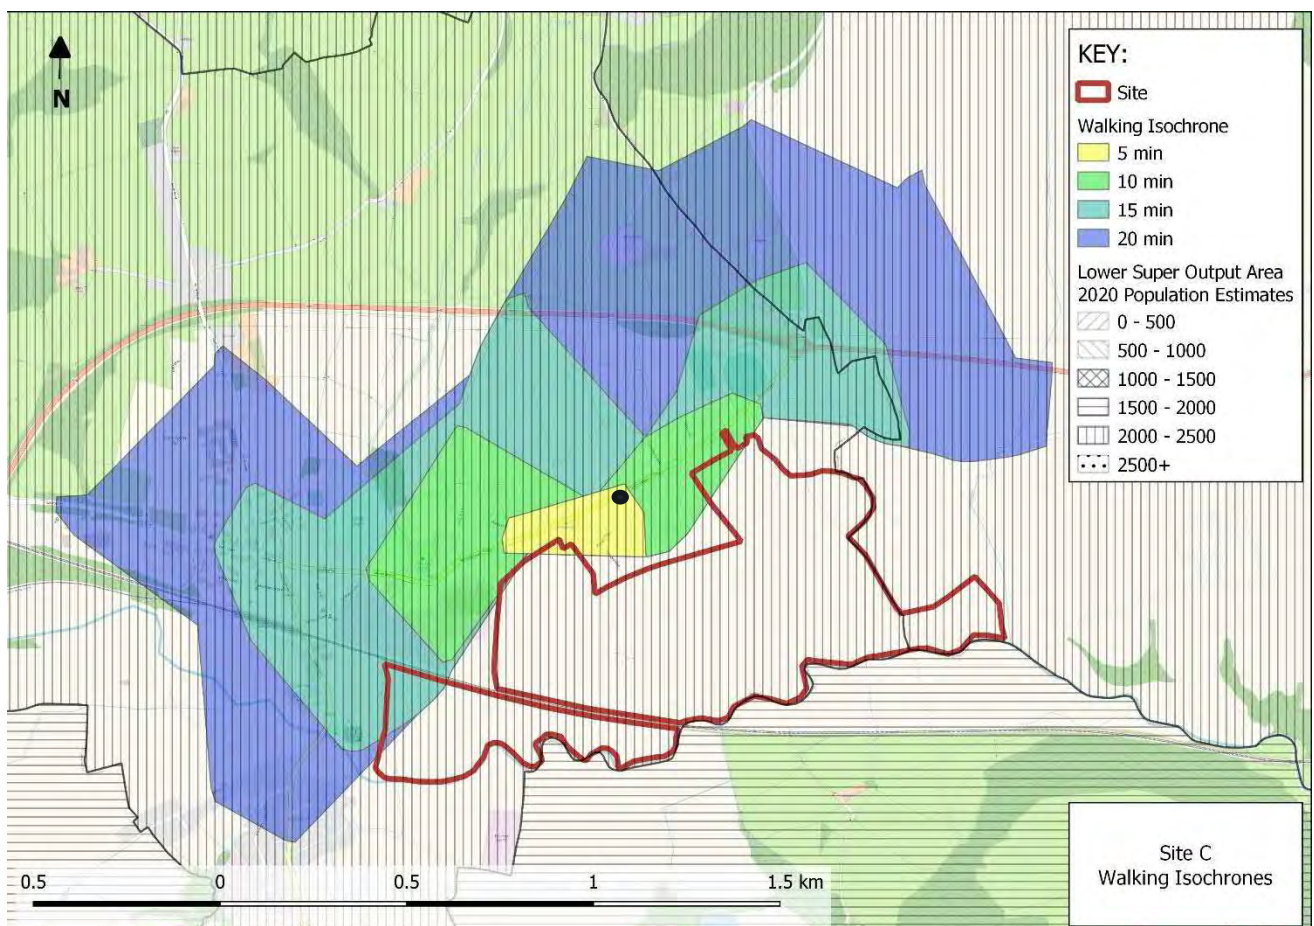 N
KEY:
Site
Walking Isochrone
5 min
10 min
15 min
20 min
Lower Super Output Area
2020 Population Estimates
0 - 500
500 - 1000
1000 - 1500
1500 - 2000
2000 - 2500
2500+
0.5 0 0.5 1 1.5 km
Site C
Walking Isochrones